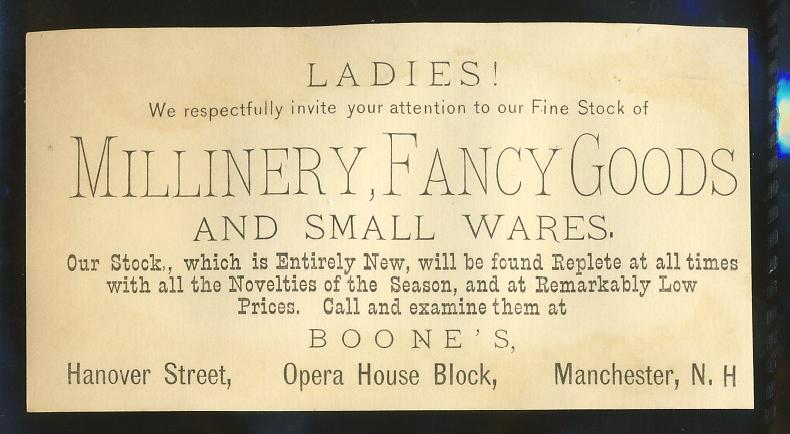 LADIES!
We respectfully invite your attention to our Fine Stock of
MILLINERY, FANCY GOODS
AND SMALL WARES.
Our Stock., which is Entirely New, will be found Replete at all times
with all the Novelties of the Season, and at Remarkably Low
Prices. Call and examine them at
BOONE'S,
Hanover Street, Opera House Block, Manchester, N. H